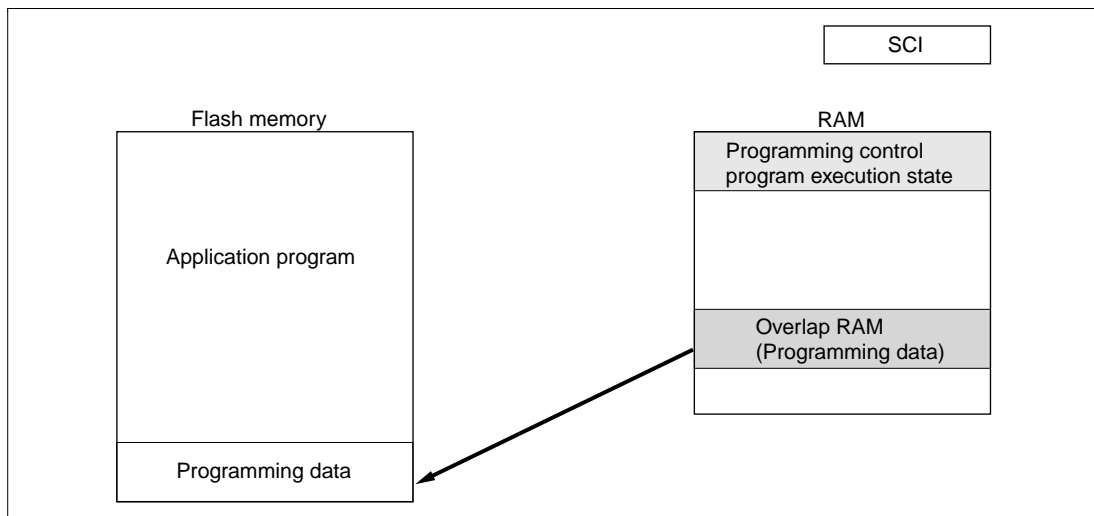 SCI
Flash memory
RAM
Programming control
program execution state
Application program
Overlap RAM
(Programming data)
Programming data